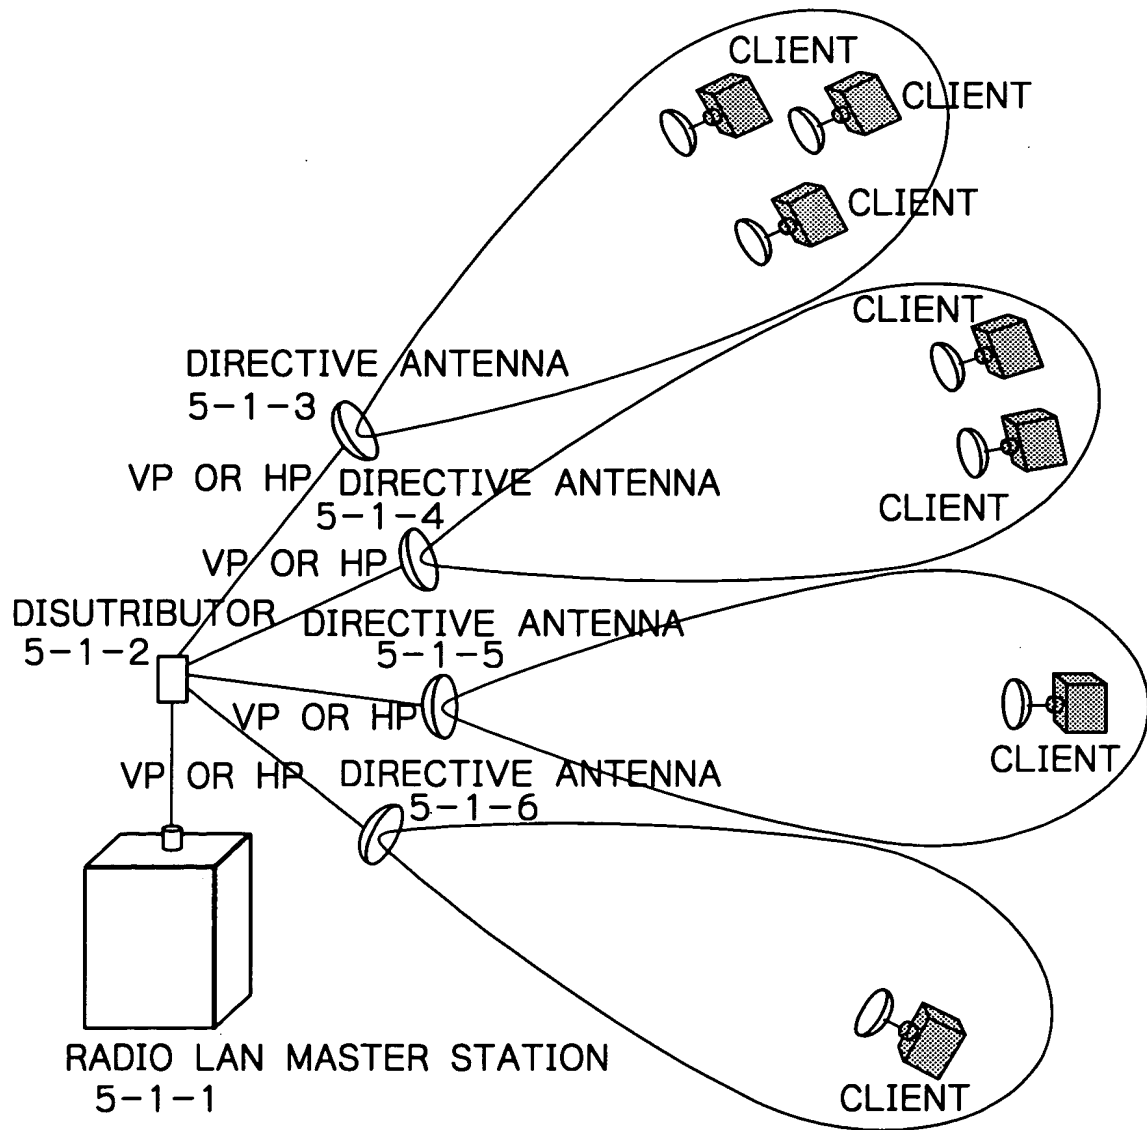 CLIENT
CLIENT
CLIENT
CLIENT
DIRECTIVE ANTENNA
5-1-3
VP OR HP
DIRECTIVE ANTENNA
5-1-4
CLIENT
VP OR HP
DISUTRIBUTOR
5-1-2
DIRECTIVE ANTENNA
5-1-5
VP OR HP
CLIENT
VP OR HP
DIRECTIVE ANTENNA
5-1-6
RADIO LAN MASTER STATION
5-1-1
CLIENT